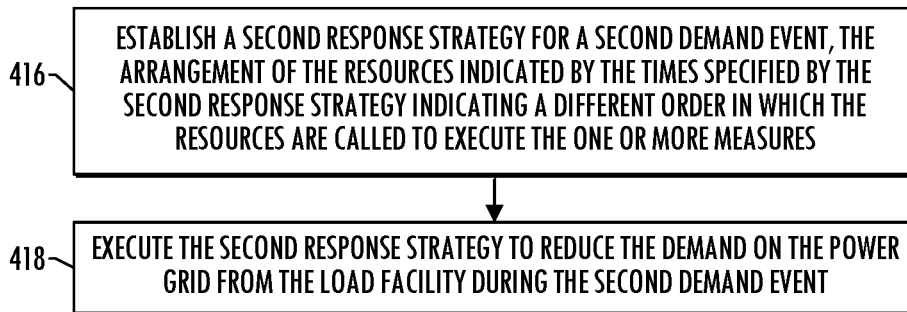 ESTABLISH A SECOND RESPONSE STRATEGY FOR A SECOND DEMAND EVENT, THE
ARRANGEMENT OF THE RESOURCES INDICATED BY THE TIMES SPECIFIED BY THE
416
SECOND RESPONSE STRATEGY INDICATING A DIFFERENT ORDER IN WHICH THE
RESOURCES ARE CALLED TO EXECUTE THE ONE OR MORE MEASURES
418
EXECUTE THE SECOND RESPONSE STRATEGY TO REDUCE THE DEMAND ON THE POWER
GRID FROM THE LOAD FACILITY DURING THE SECOND DEMAND EVENT